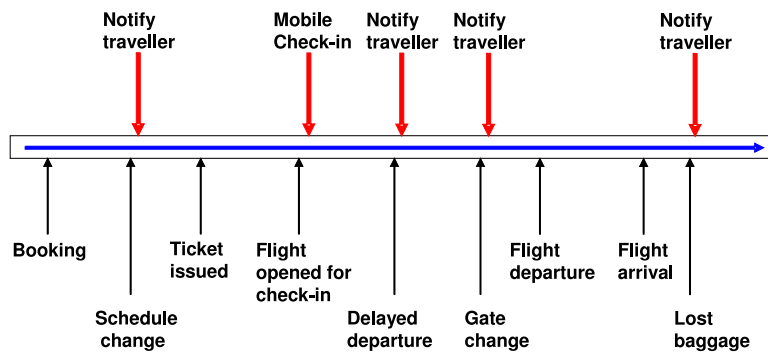 Notify
traveller
Mobile
Check-in
Notify
traveller
Notify
traveller
Notify
traveller
Booking
Ticket
issued
Flight
opened for
check-in
Flight
departure
Flight
arrival
Schedule
change
Delayed
departure
Gate
change
Lost
baggage